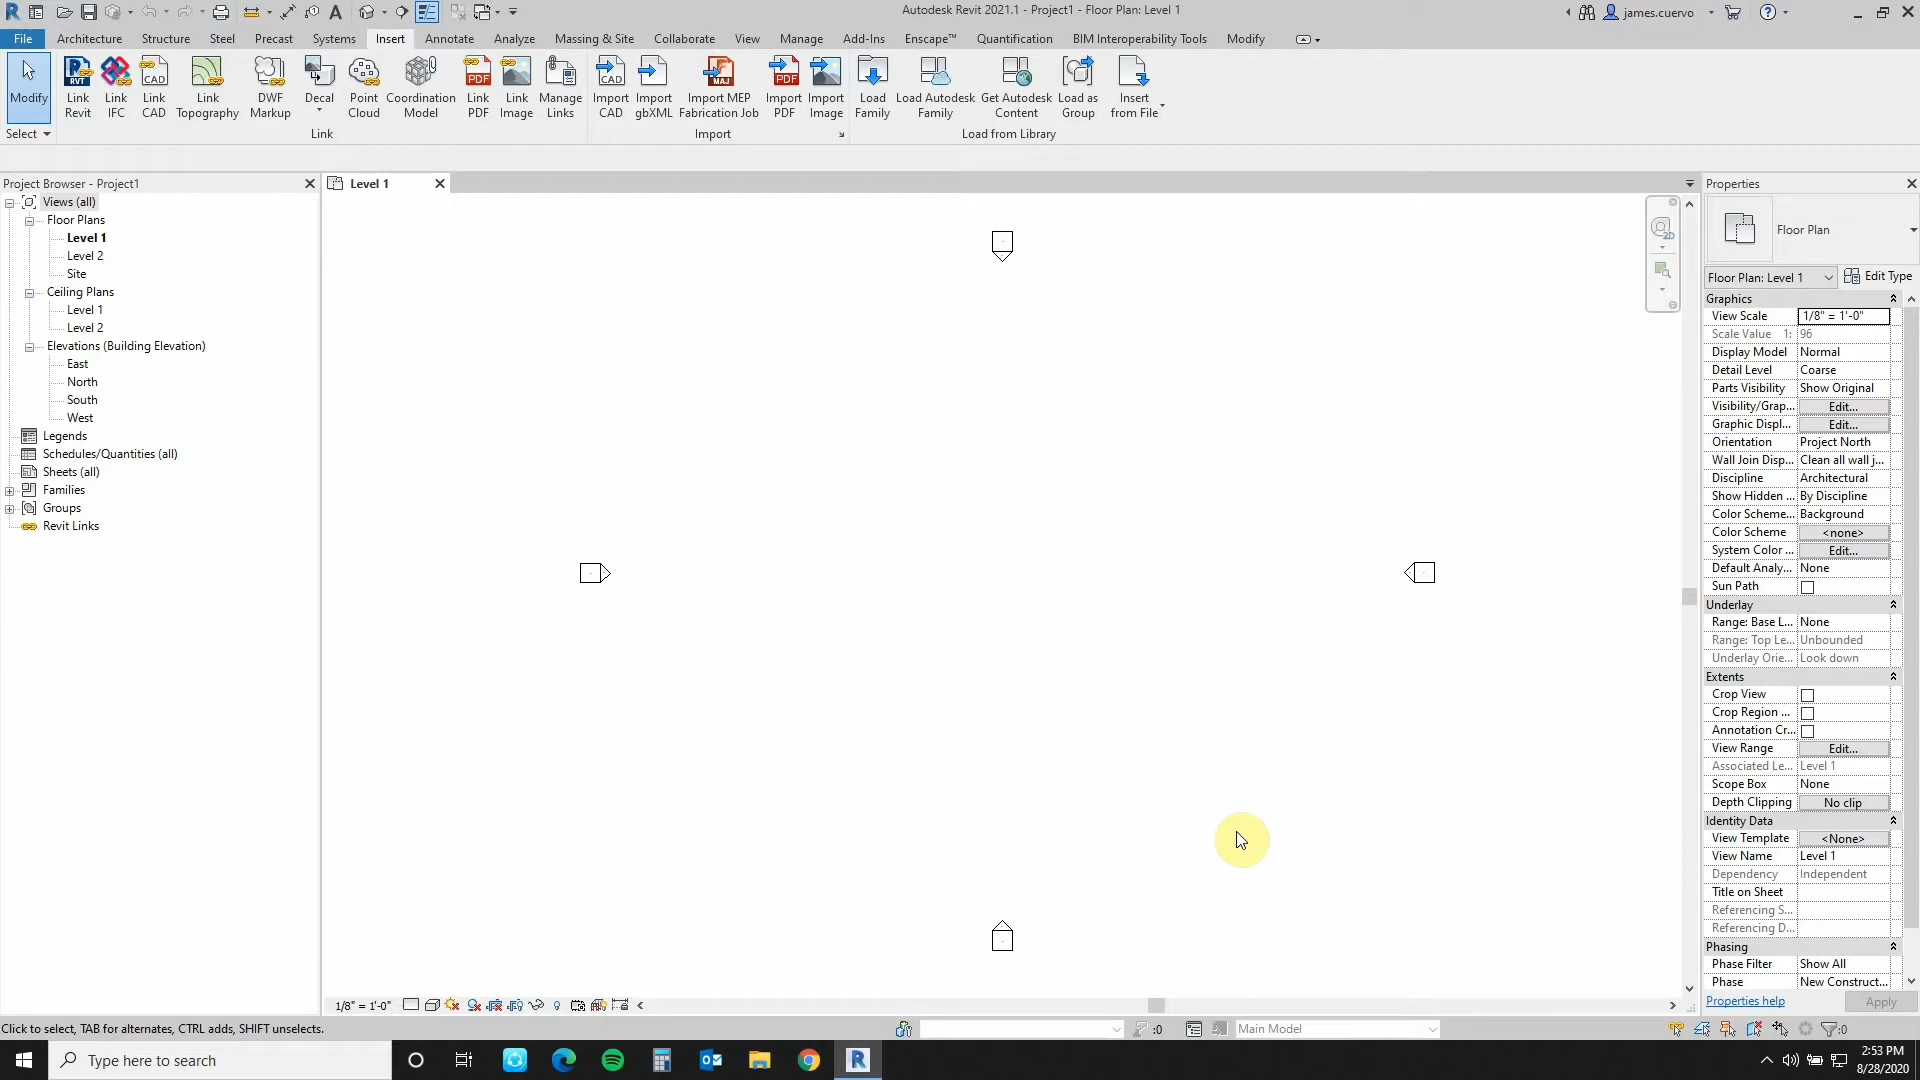 Autodesk Revit 2021.1 - Project1 - Floor Plan: Level 1
james.cuervo
File Architecture Structure Steel Precast Systems Insert Annotate Analyze Massing & Site Collaborate View Manage Add-Ins Enscape™ Quantification BIM Interoperability Tools Modify
Modify
Link Revit
Link IFC
Link CAD
Link Topography
DWF Markup
Decal
Point Cloud
Coordination Model
Link PDF
Link Image
Manage Links
Import CAD
Import gbXML
Import MEP Fabrication Job
Import PDF
Import Image
Load Family
Load Autodesk Family
Get Autodesk Content
Load as Group
Insert from File
Select Link Import Load from Library
Project Browser - Project1
Views (all)
Floor Plans
Level 1
Level 2
Site
Ceiling Plans
Level 1
Level 2
Elevations (Building Elevation)
East
North
South
West
Legends
Schedules/Quantities (all)
Sheets (all)
Families
Groups
Revit Links
Level 1
2D
Properties
Floor Plan
Floor Plan: Level 1 Edit Type
Graphics
View Scale 1/8" = 1'-0"
Scale Value 1: 96
Display Model Normal
Detail Level Coarse
Parts Visibility Show Original
Visibility/Grap... Edit...
Graphic Displ... Edit...
Orientation Project North
Wall Join Disp... Clean all wall j...
Discipline Architectural
Show Hidden ... By Discipline
Color Scheme... Background
Color Scheme <none>
System Color ... Edit...
Default Analy... None
Sun Path
Underlay
Range: Base L... None
Range: Top Le... Unbounded
Underlay Orie... Look down
Extents
Crop View
Crop Region ...
Annotation Cr...
View Range Edit...
Associated Le... Level 1
Scope Box None
Depth Clipping No clip
Identity Data
View Template <None>
View Name Level 1
Dependency Independent
Title on Sheet
Referencing S...
Referencing D...
Phasing
Phase Filter Show All
Phase New Construct...
Properties help Apply
1/8" = 1'-0"
Click to select, TAB for alternates, CTRL adds, SHIFT unselects.
:0
Main Model
:0
Type here to search
2:53 PM
8/28/2020